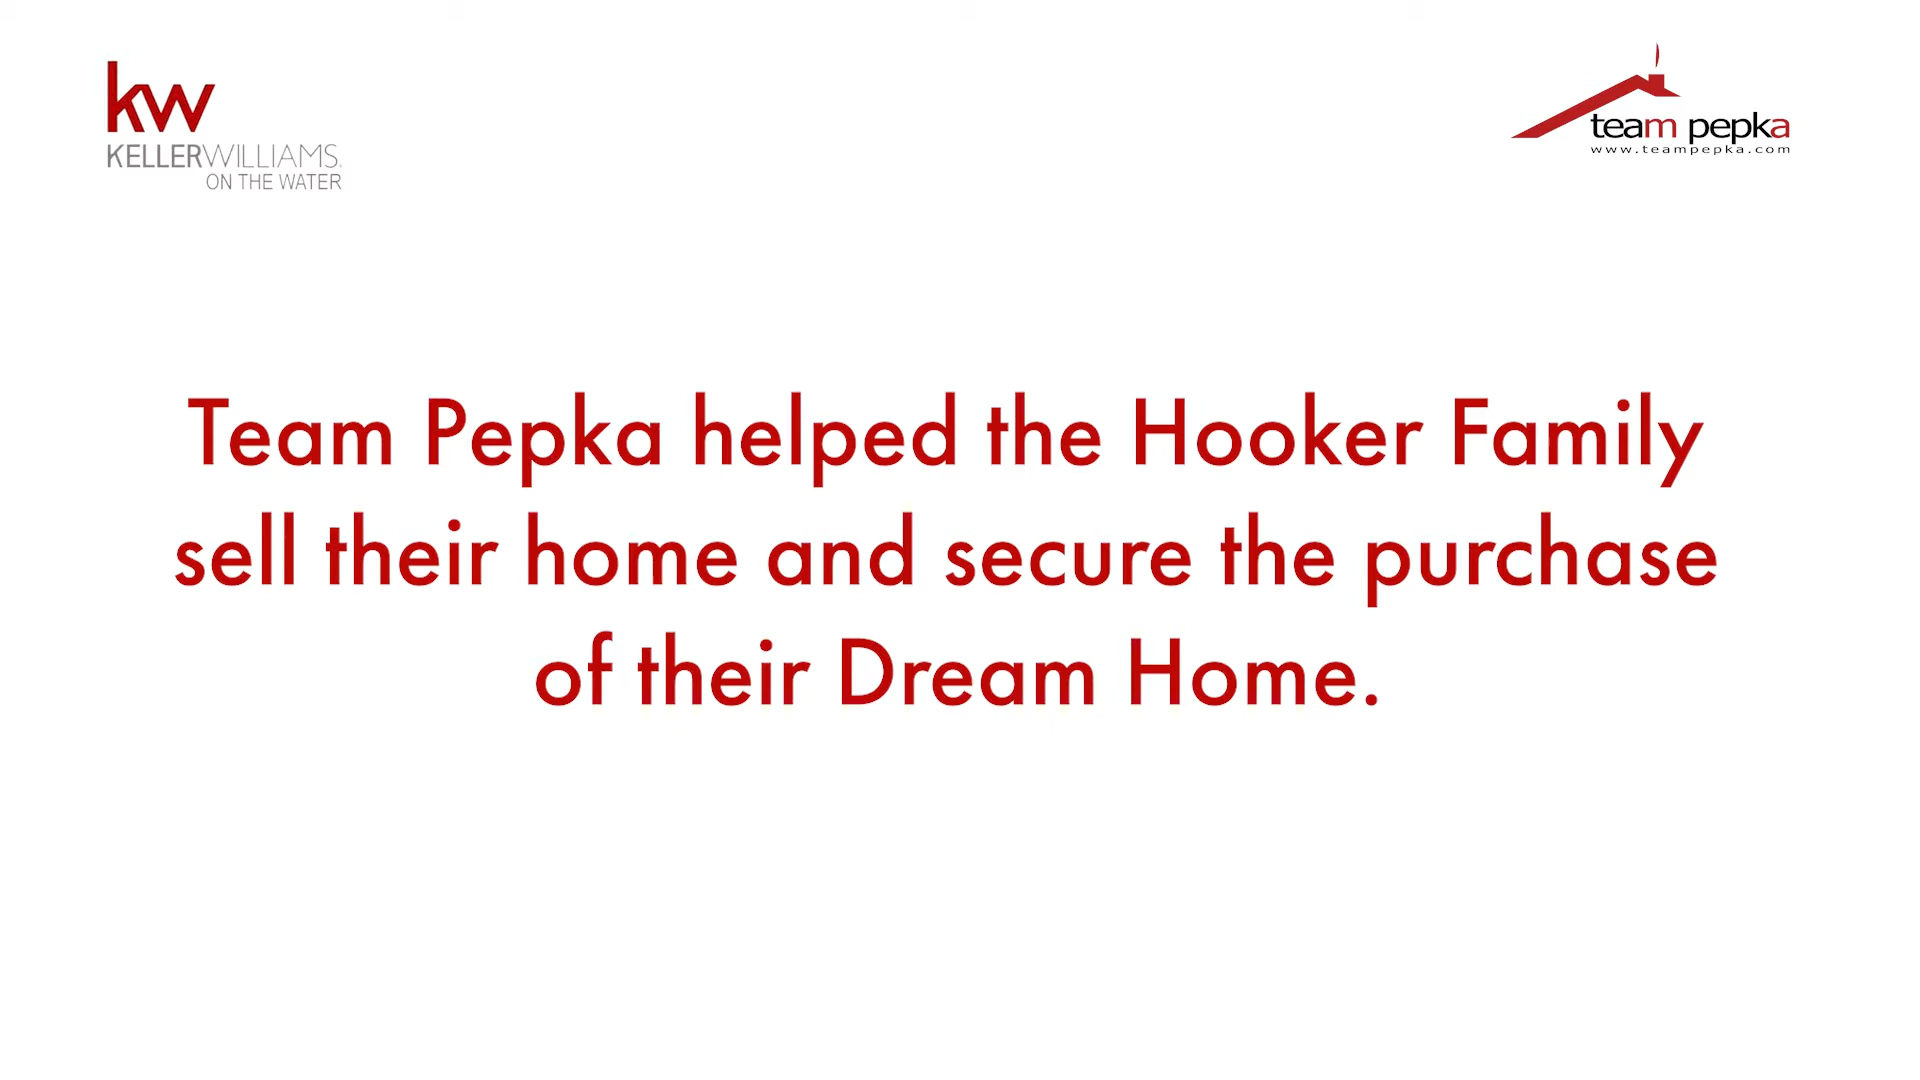 kw
KELLERWILLIAMS.
ON THE WATER
team pepka
www.teampepka.com
Team Pepka helped the Hooker Family
sell their home and secure the purchase
of their Dream Home.